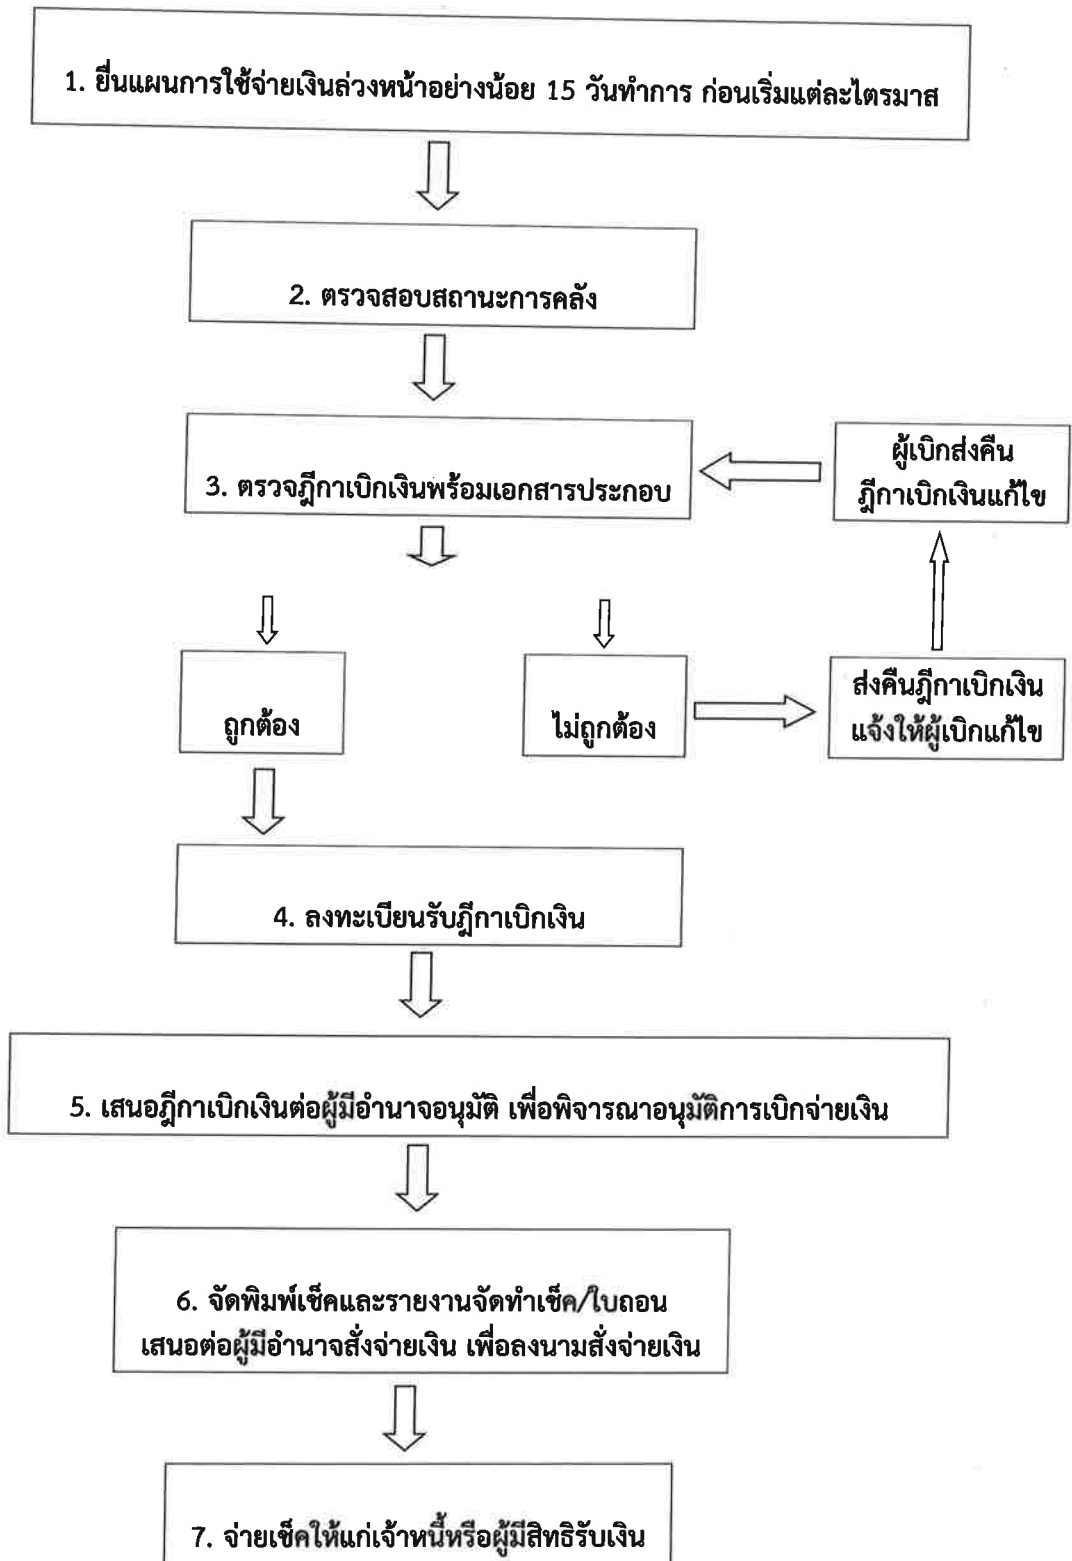 1. ยื่นแผนการใช้จ่ายเงินล่วงหน้าอย่างน้อย 15 วันทำการ ก่อนเริ่มแต่ละไตรมาส
2. ตรวจสอบสถานะการคลัง
3. ตรวจฎีกาเบิกเงินพร้อมเอกสารประกอบ
ผู้เบิกส่งคืน
ฎีกาเบิกเงินแก้ไข
ถูกต้อง
ไม่ถูกต้อง
ส่งคืนฎีกาเบิกเงิน
แจ้งให้ผู้เบิกแก้ไข
4. ลงทะเบียนรับฎีกาเบิกเงิน
5. เสนอฎีกาเบิกเงินต่อผู้มีอำนาจอนุมัติ เพื่อพิจารณาอนุมัติการเบิกจ่ายเงิน
6. จัดพิมพ์เช็คและรายงานจัดทำเช็ค/ใบถอน
เสนอต่อผู้มีอำนาจสั่งจ่ายเงิน เพื่อลงนามสั่งจ่ายเงิน
7. จ่ายเช็คให้แก่เจ้าหนี้หรือผู้มีสิทธิรับเงิน